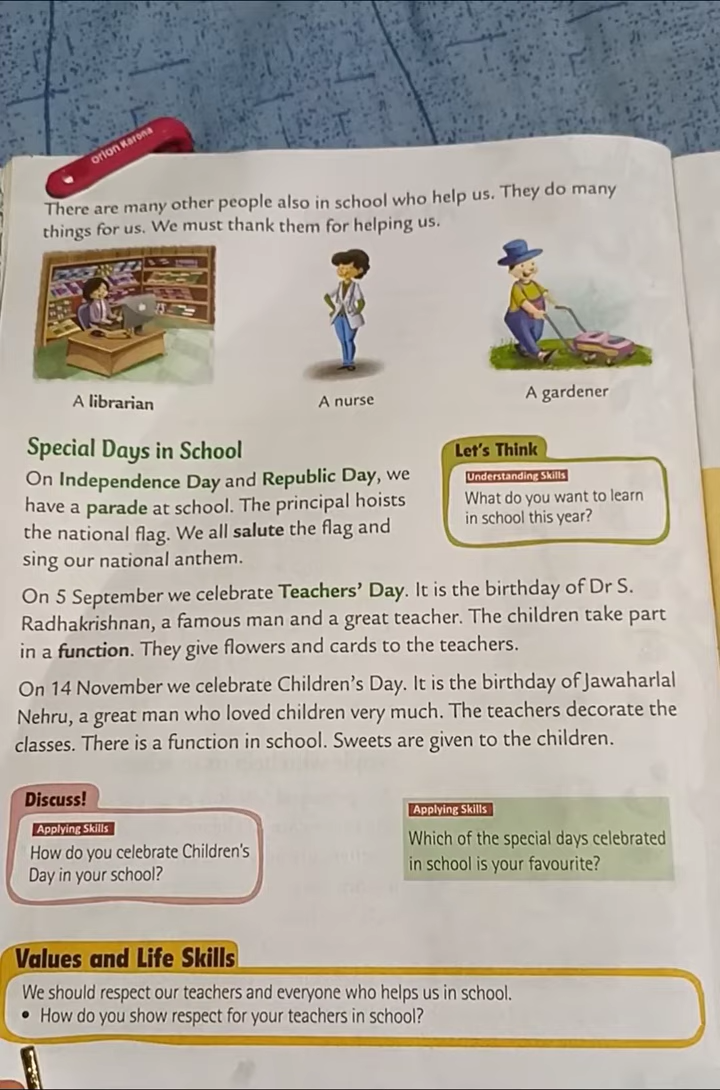 Orion Karona
There are many other people also in school who help us. They do many
things for us. We must thank them for helping us.
A librarian
A nurse
A gardener
Special Days in School
On Independence Day and Republic Day, we
have a parade at school. The principal hoists
the national flag. We all salute the flag and
sing our national anthem.
Let's Think
Understanding Skills
What do you want to learn
in school this year?
On 5 September we celebrate Teachers' Day. It is the birthday of Dr S.
Radhakrishnan, a famous man and a great teacher. The children take part
in a function. They give flowers and cards to the teachers.
On 14 November we celebrate Children's Day. It is the birthday of Jawaharlal
Nehru, a great man who loved children very much. The teachers decorate the
classes. There is a function in school. Sweets are given to the children.
Discuss!
Applying Skills
How do you celebrate Children's
Day in your school?
Applying Skills
Which of the special days celebrated
in school is your favourite?
Values and Life Skills
We should respect our teachers and everyone who helps us in school.
• How do you show respect for your teachers in school?